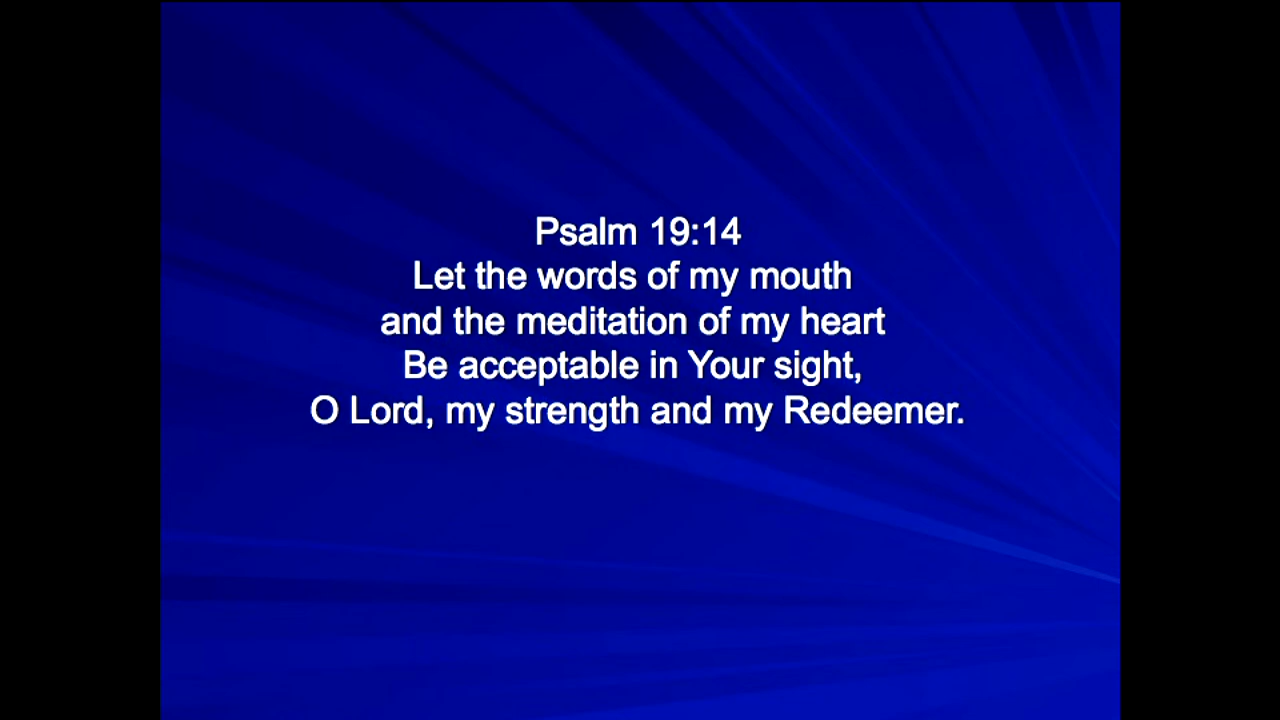 Psalm 19:14
Let the words of my mouth
and the meditation of my heart
Be acceptable in Your sight,
O Lord, my strength and my Redeemer.